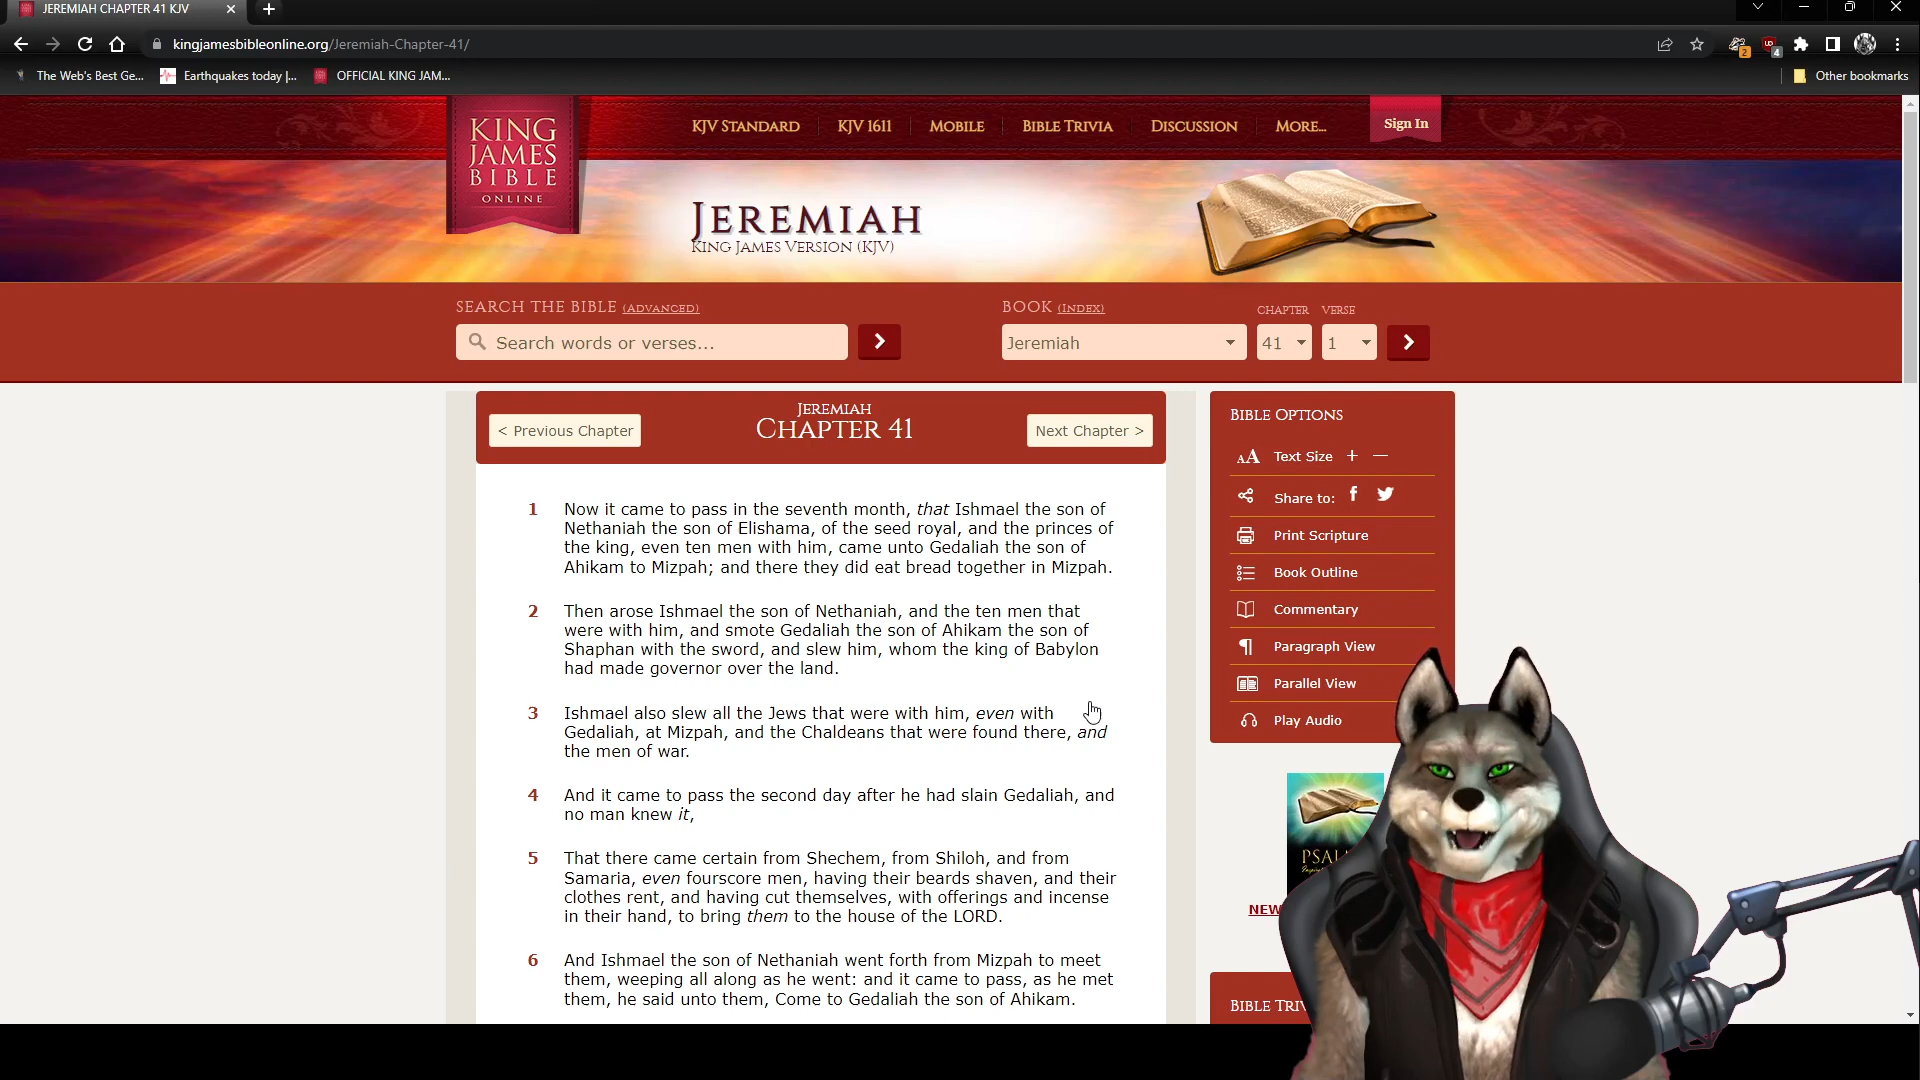 JEREMIAH CHAPTER 41 KJV
kingjamesbibleonline.org/Jeremiah-Chapter-41/
2
UD
4
The Web's Best Ge...
Earthquakes today |...
OFFICIAL KING JAM...
Other bookmarks
KING
JAMES
BIBLE
ONLINE
KJV STANDARD
KJV 1611
MOBILE
BIBLE TRIVIA
DISCUSSION
MORE...
Sign In
JEREMIAH
KING JAMES VERSION (KJV)
SEARCH THE BIBLE (ADVANCED)
Search words or verses...
BOOK (INDEX)
CHAPTER
VERSE
Jeremiah
41
1
< Previous Chapter
JEREMIAH
CHAPTER 41
Next Chapter >
1 Now it came to pass in the seventh month, that Ishmael the son of
Nethaniah the son of Elishama, of the seed royal, and the princes of
the king, even ten men with him, came unto Gedaliah the son of
Ahikam to Mizpah; and there they did eat bread together in Mizpah.
2 Then arose Ishmael the son of Nethaniah, and the ten men that
were with him, and smote Gedaliah the son of Ahikam the son of
Shaphan with the sword, and slew him, whom the king of Babylon
had made governor over the land.
3 Ishmael also slew all the Jews that were with him, even with
Gedaliah, at Mizpah, and the Chaldeans that were found there, and
the men of war.
4 And it came to pass the second day after he had slain Gedaliah, and
no man knew it,
5 That there came certain from Shechem, from Shiloh, and from
Samaria, even fourscore men, having their beards shaven, and their
clothes rent, and having cut themselves, with offerings and incense
in their hand, to bring them to the house of the LORD.
6 And Ishmael the son of Nethaniah went forth from Mizpah to meet
them, weeping all along as he went: and it came to pass, as he met
them, he said unto them, Come to Gedaliah the son of Ahikam.
BIBLE OPTIONS
AA Text Size + −
Share to: f
Print Scripture
Book Outline
Commentary
¶ Paragraph View
Parallel View
Play Audio
PSAL
NEW
BIBLE TRIV